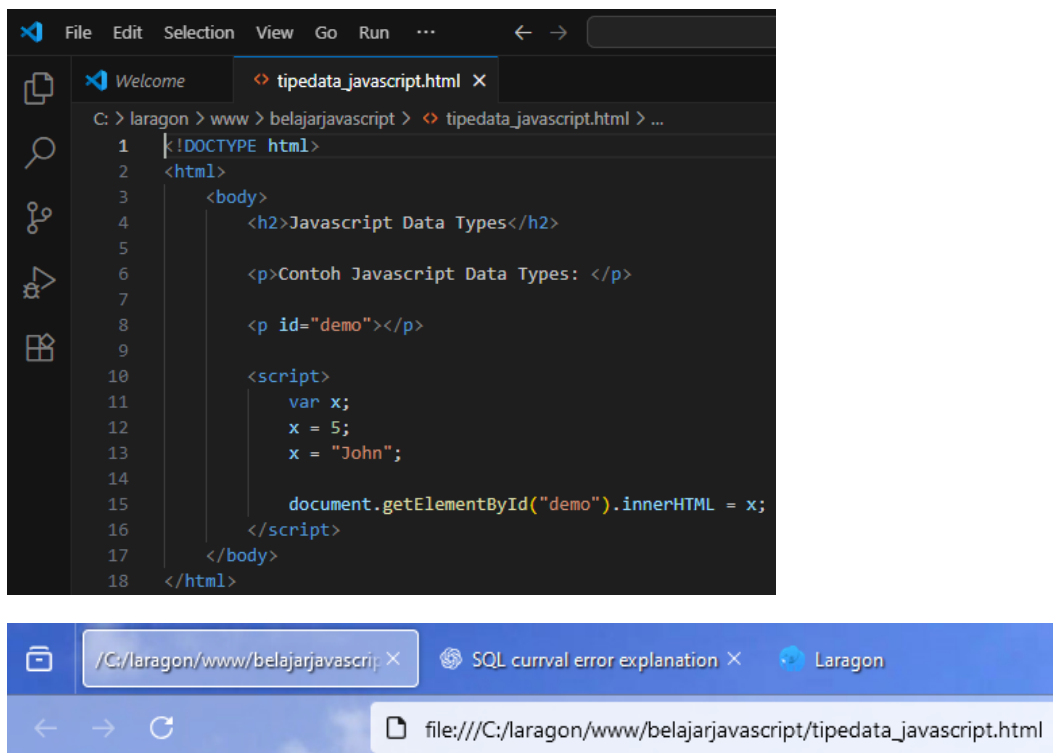 File Edit Selection View Go Run ···
Welcome tipedata_javascript.html
C: > laragon > www > belajarjavascript > tipedata_javascript.html > ...
1 <!DOCTYPE html>
2 <html>
3 <body>
4 <h2>Javascript Data Types</h2>
5
6 <p>Contoh Javascript Data Types: </p>
7
8 <p id="demo"></p>
9
10 <script>
11 var x;
12 x = 5;
13 x = "John";
14
15 document.getElementById("demo").innerHTML = x;
16 </script>
17 </body>
18 </html>
/C:/laragon/www/belajarjavascrip SQL currval error explanation Laragon
file:///C:/laragon/www/belajarjavascript/tipedata_javascript.html